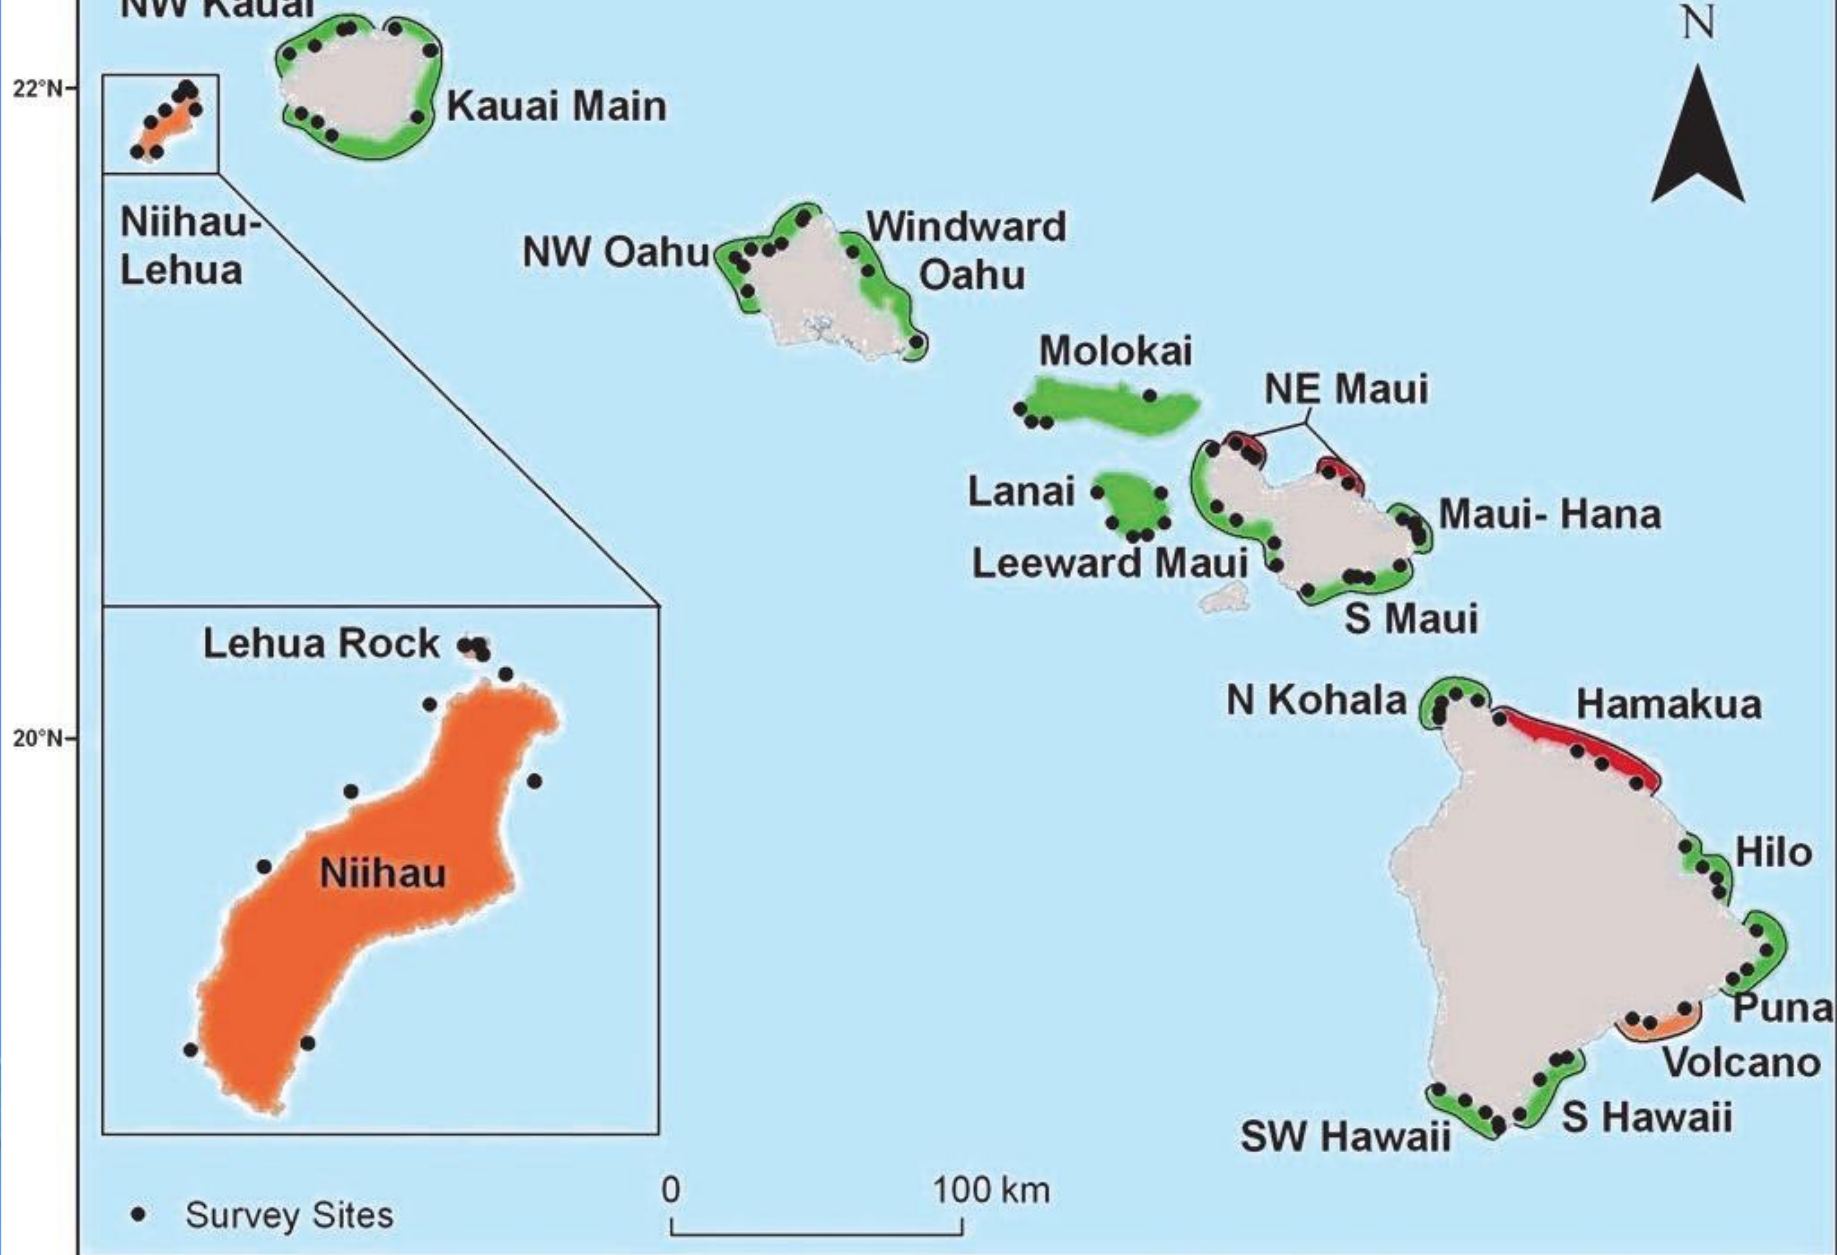 NW Kauai
N
22°N
Kauai Main
Niihau-
Lehua
NW Oahu
Windward
Oahu
Molokai
NE Maui
Lanai
Maui- Hana
Leeward Maui
S Maui
Lehua Rock
N Kohala
Hamakua
20°N
Niihau
Hilo
Puna
Volcano
S Hawaii
SW Hawaii
0
100 km
Survey Sites